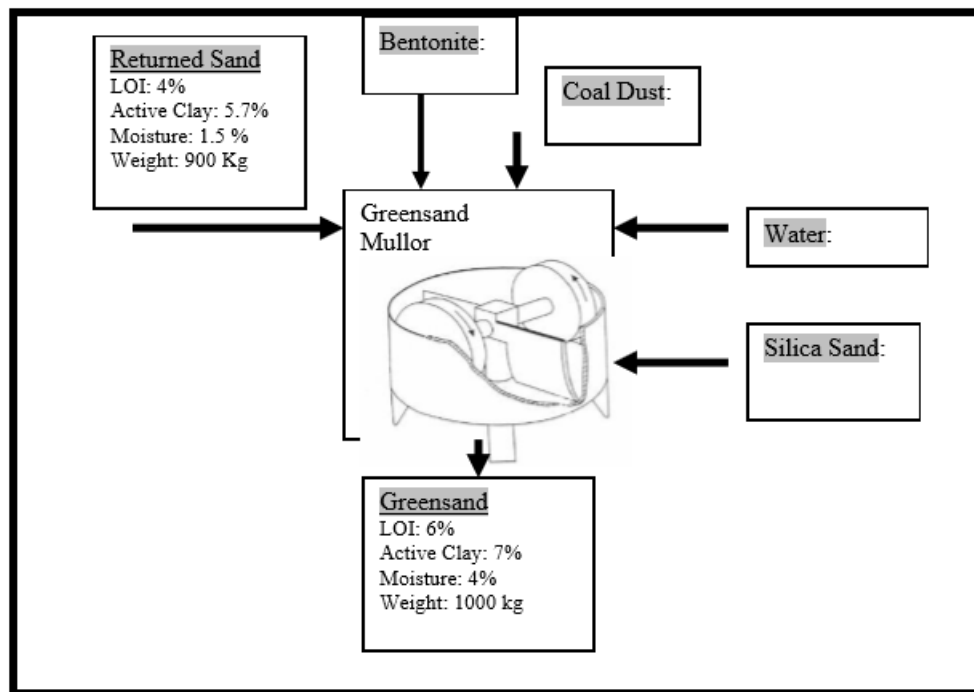 Returned Sand
LOI: 4%
Active Clay: 5.7%
Moisture: 1.5 %
Weight: 900 Kg
Bentonite:
Coal Dust:
Greensand
Mullor
Water:
Silica Sand:
Greensand
LOI: 6%
Active Clay: 7%
Moisture: 4%
Weight: 1000 kg